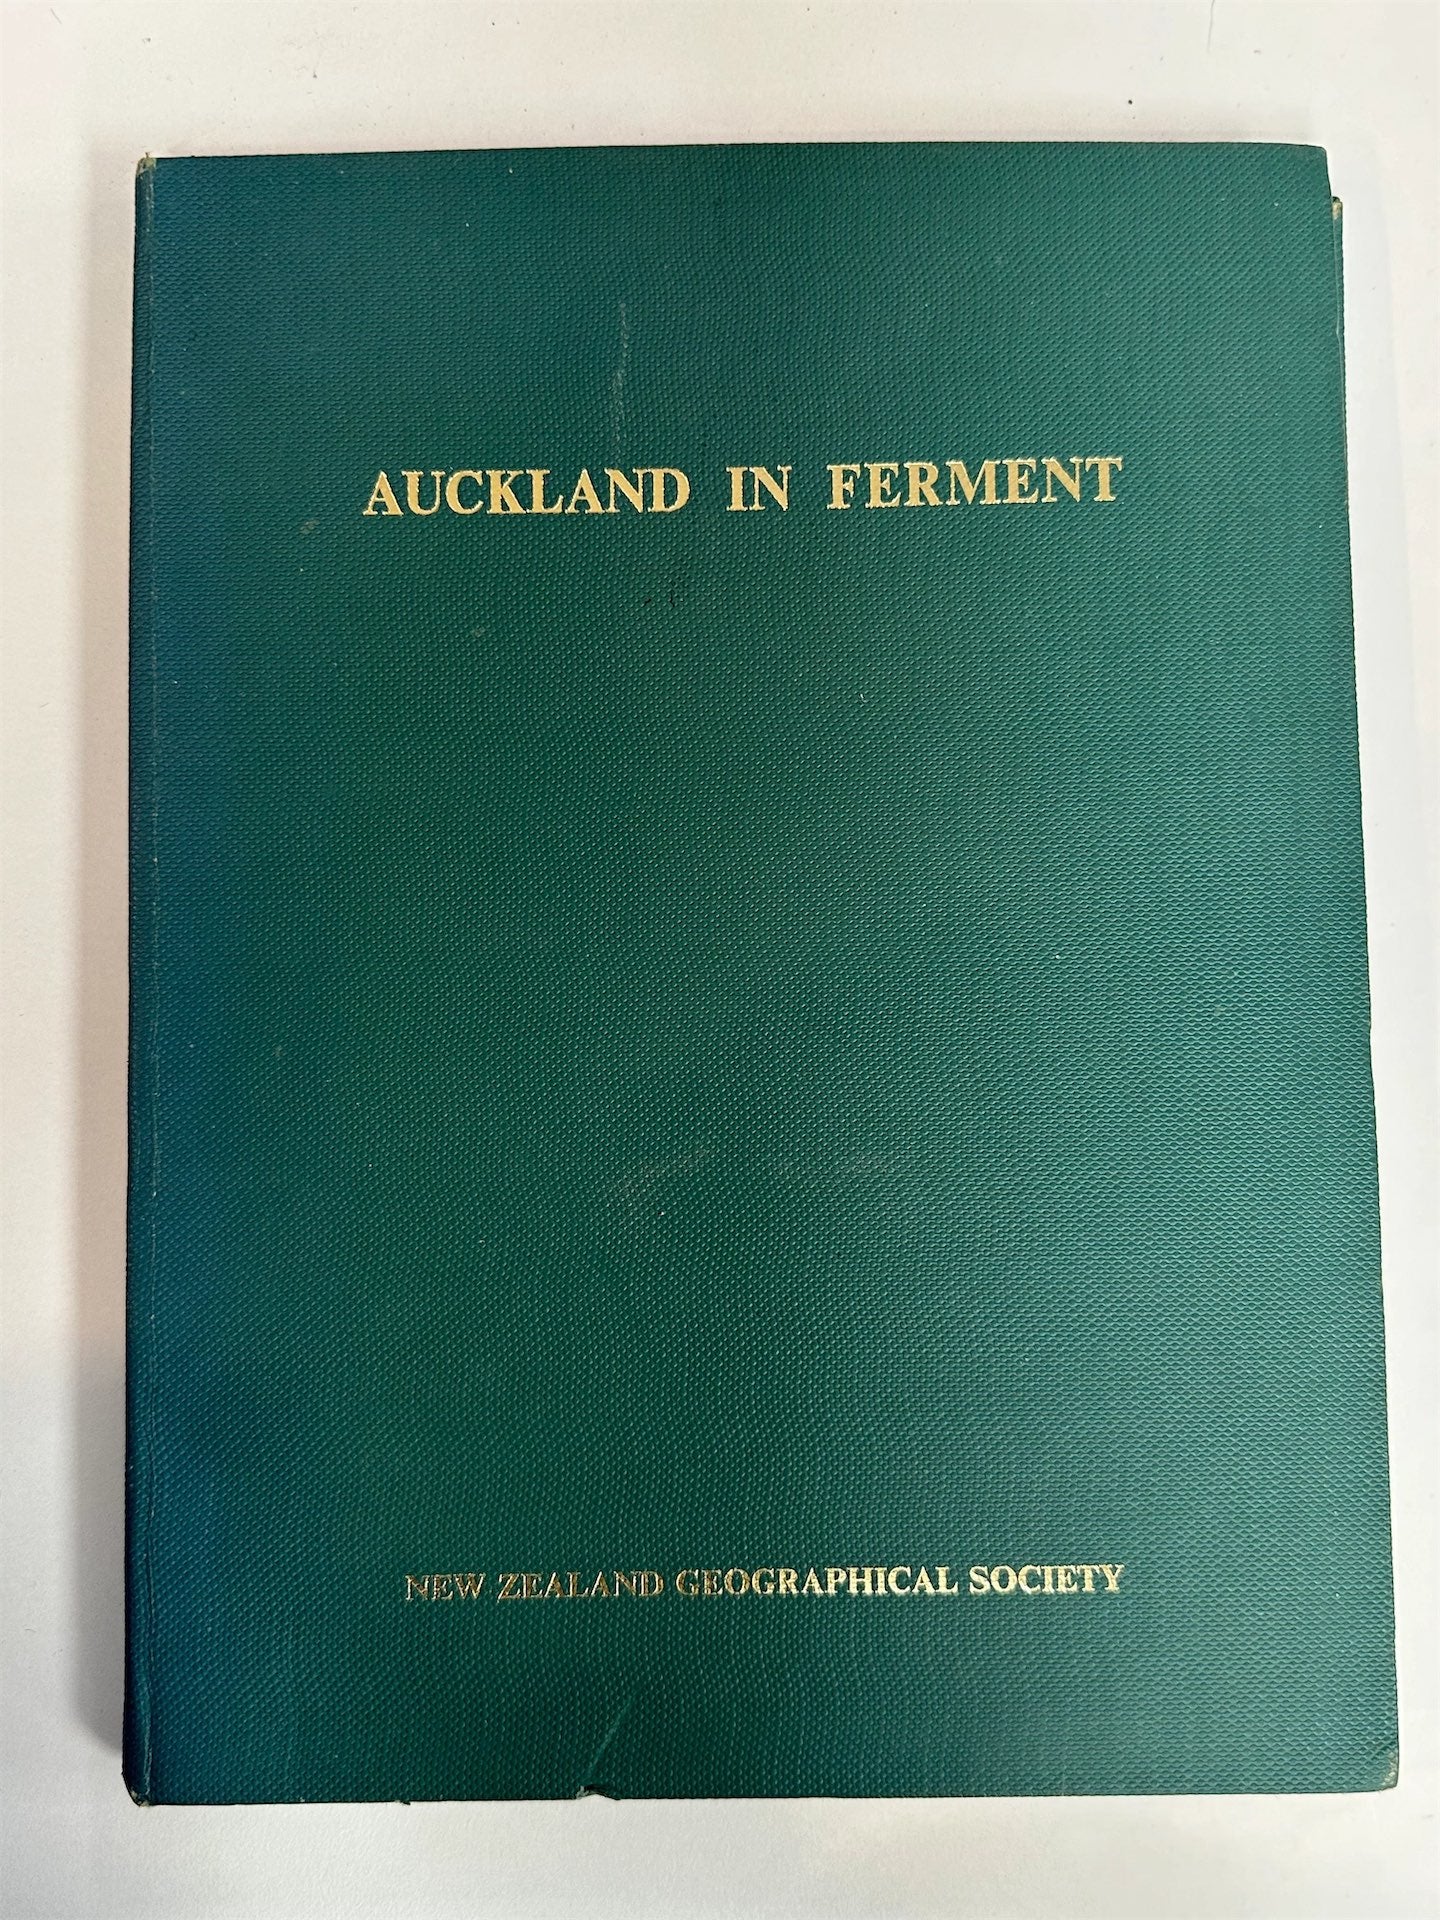 AUCKLAND IN FERMENT
NEW ZEALAND GEOGRAPHICAL SOCIETY